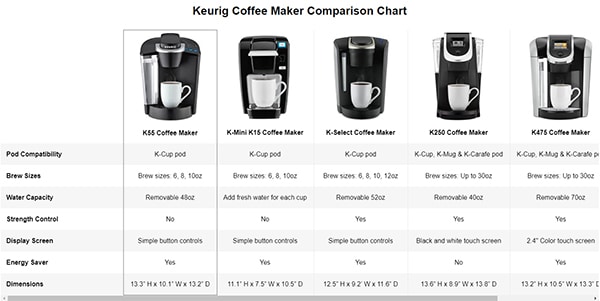 Keurig Coffee Maker Comparison Chart
K55 Coffee Maker K-Mini K15 Coffee Maker K-Select Coffee Maker K250 Coffee Maker K475 Coffee Maker
Pod Compatibility K-Cup pod K-Cup pod K-Cup pod K-Cup, K-Mug & K-Carafe pod K-Cup, K-Mug & K-Carafe
Brew Sizes Brew sizes: 6, 8, 10oz Brew sizes: 6, 8, 10oz Brew sizes: 6, 8, 10, 12oz Brew sizes: Up to 30oz Brew sizes: Up to 30oz
Water Capacity Removable 48oz Add fresh water for each cup Removable 52oz Removable 40oz Removable 70oz
Strength Control No No Yes Yes Yes
Display Screen Simple button controls Simple button controls Simple button controls Black and white touch screen 2.4" Color touch screen
Energy Saver Yes Yes Yes No Yes
Dimensions 13.3" H x 10.1" W x 13.2" D 11.1" H x 7.5" W x 10.5" D 12.5" H x 9.2' W x 11.6" D 13.6" H x 8.9" W x 13.8" D 13.2" H x 10.5" W x 13.3" D